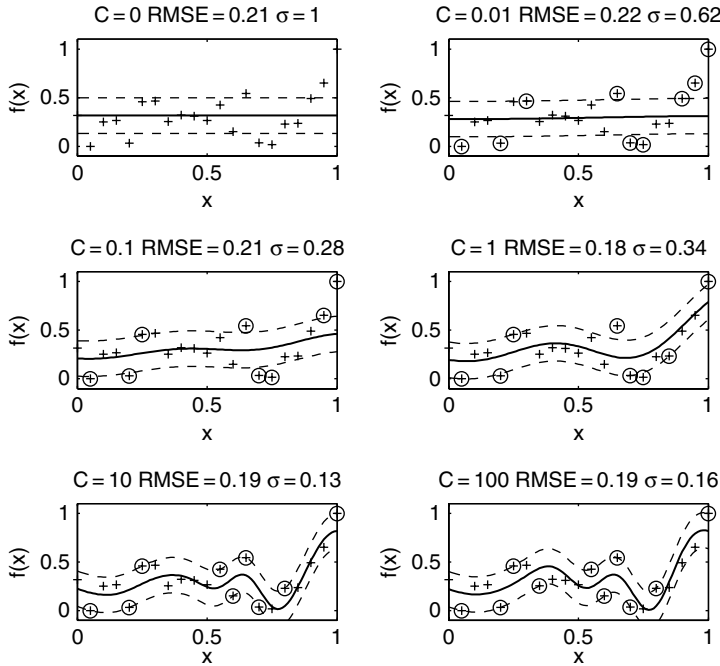 C = 0 RMSE = 0.21 σ = 1
1
0.5
0
f(x)
0
0.5
1
x
C = 0.01 RMSE = 0.22 σ = 0.62
1
0.5
0
f(x)
0
0.5
1
x
C = 0.1 RMSE = 0.21 σ = 0.28
1
0.5
0
f(x)
0
0.5
1
x
C = 1 RMSE = 0.18 σ = 0.34
1
0.5
0
f(x)
0
0.5
1
x
C = 10 RMSE = 0.19 σ = 0.13
1
0.5
0
f(x)
0
0.5
1
x
C = 100 RMSE = 0.19 σ = 0.16
1
0.5
0
f(x)
0
0.5
1
x